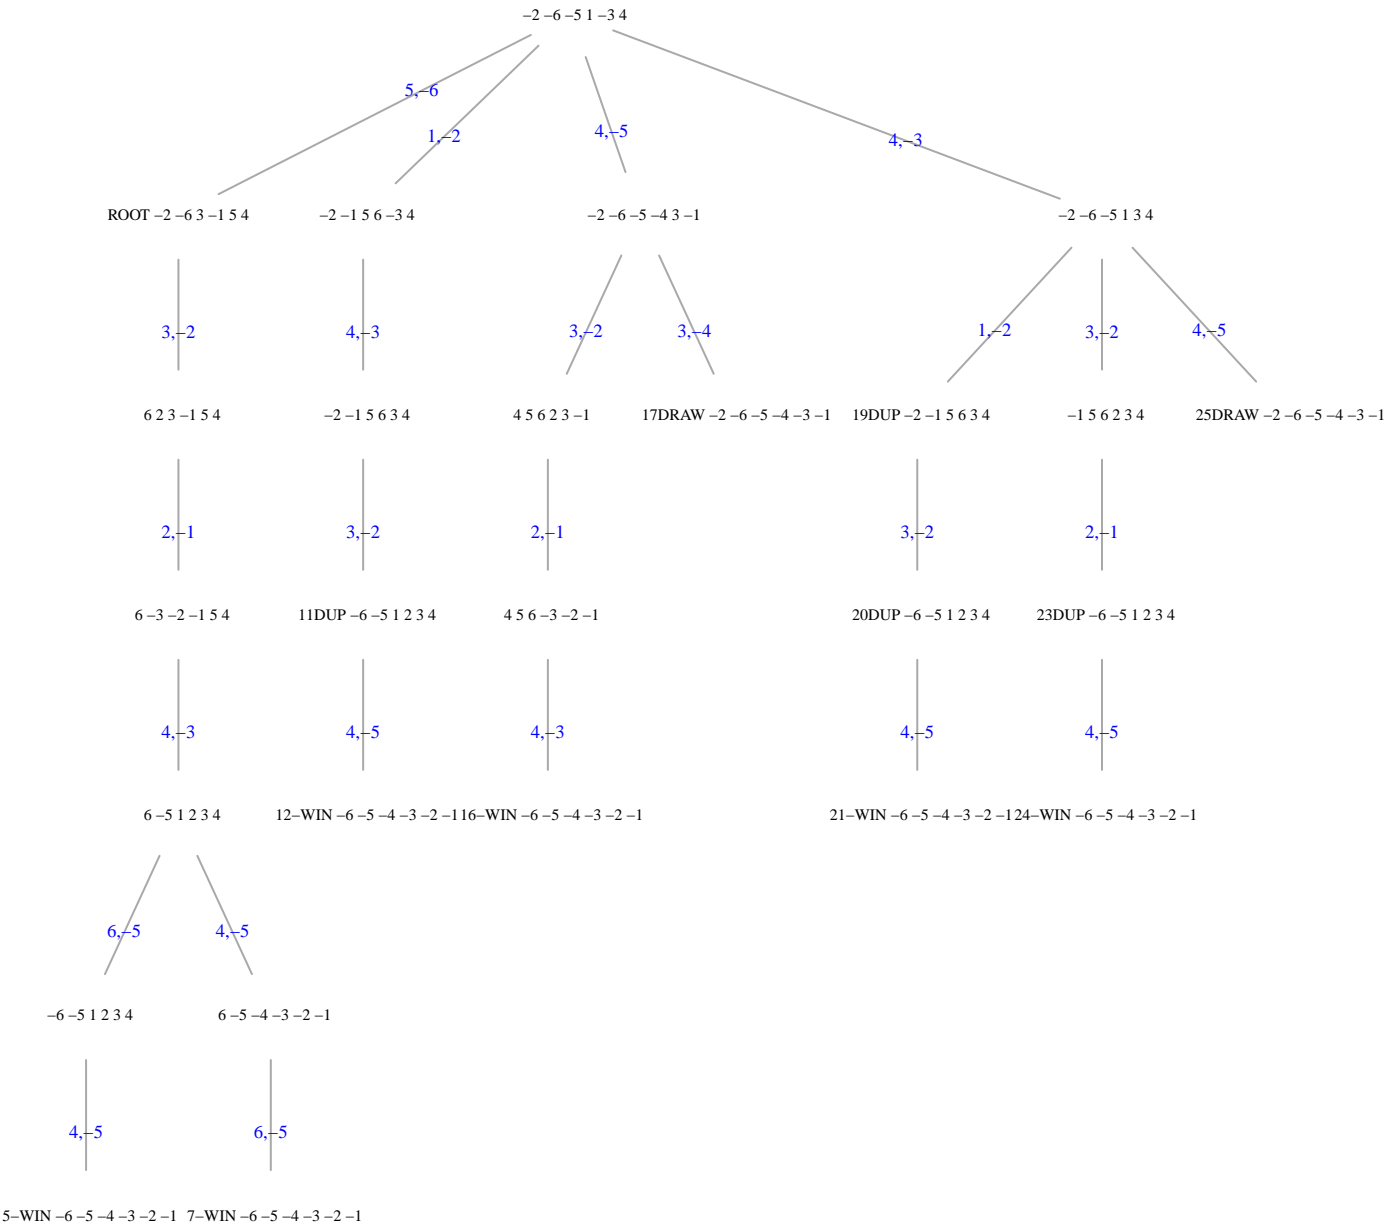 –2 –6 –5 1 –3 4
5,–6
1,–2
4,–5
4,–3
ROOT –2 –6 3 –1 5 4
–2 –1 5 6 –3 4
–2 –6 –5 –4 3 –1
–2 –6 –5 1 3 4
3,–2
4,–3
3,–2
3,–4
1,–2
3,–2
4,–5
6 2 3 –1 5 4
–2 –1 5 6 3 4
4 5 6 2 3 –1
17DRAW –2 –6 –5 –4 –3 –1
19DUP –2 –1 5 6 3 4
–1 5 6 2 3 4
25DRAW –2 –6 –5 –4 –3 –1
2,–1
3,–2
2,–1
3,–2
2,–1
6 –3 –2 –1 5 4
11DUP –6 –5 1 2 3 4
4 5 6 –3 –2 –1
20DUP –6 –5 1 2 3 4
23DUP –6 –5 1 2 3 4
4,–3
4,–5
4,–3
4,–5
4,–5
6 –5 1 2 3 4
12–WIN –6 –5 –4 –3 –2 –1
16–WIN –6 –5 –4 –3 –2 –1
21–WIN –6 –5 –4 –3 –2 –1
24–WIN –6 –5 –4 –3 –2 –1
6,–5
4,–5
–6 –5 1 2 3 4
6 –5 –4 –3 –2 –1
4,–5
6,–5
5–WIN –6 –5 –4 –3 –2 –1
7–WIN –6 –5 –4 –3 –2 –1